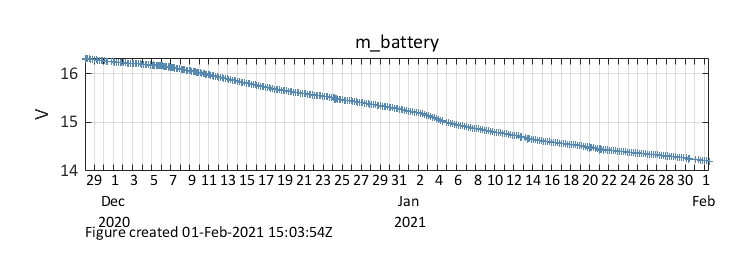 m_battery
16
15
14
V
29 1 3 5 7 9 11 13 15 17 19 21 23 25 27 29 31 2 4 6 8 10 12 14 16 18 20 22 24 26 28 30 1
Dec Jan Feb
2020 2021
Figure created 01-Feb-2021 15:03:54Z